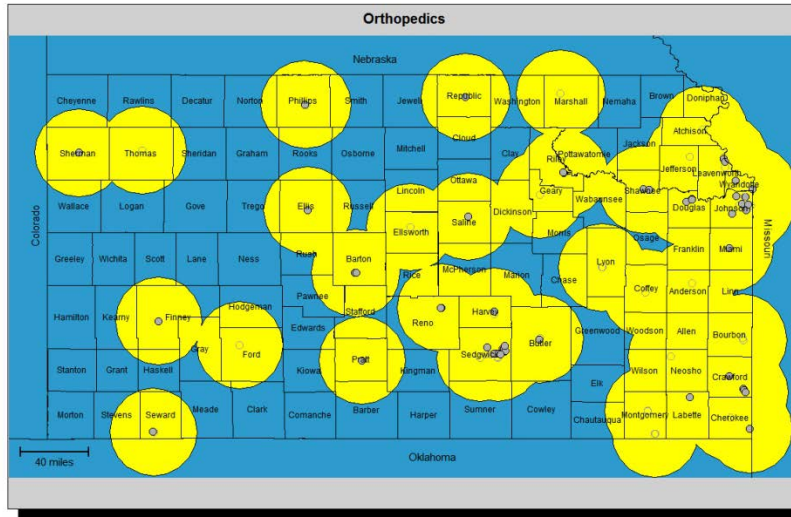 Orthopedics
Nebraska
Cheyenne Rawlins Decatur Norton Phillips Smith Jewell Republic Washington Marshall Nemaha Brown Doniphan
Atchison
Sherman Thomas Sheridan Graham Rooks Osborne Mitchell Cloud Clay Riley Pottawatomie Jackson Jefferson Leavenworth
Wyandotte
Wallace Logan Gove Trego Ellis Russell Lincoln Ottawa Saline Dickinson Geary Wabaunsee Shawnee Douglas Johnson
Colorado
Missouri
Ellsworth Morris Osage Franklin Miami
Greeley Wichita Scott Lane Ness Rush Barton Rice McPherson Marion Chase Lyon Coffey Anderson Linn
Hamilton Kearny Finney Hodgeman Pawnee Stafford Reno Harvey Butler Greenwood Woodson Allen Bourbon
Gray Ford Edwards
Stanton Grant Haskell Kiowa Pratt Kingman Sedgwick Elk Wilson Neosho Crawford
Morton Stevens Seward Meade Clark Comanche Barber Harper Sumner Cowley Chautauqua Montgomery Labette Cherokee
40 miles
Oklahoma